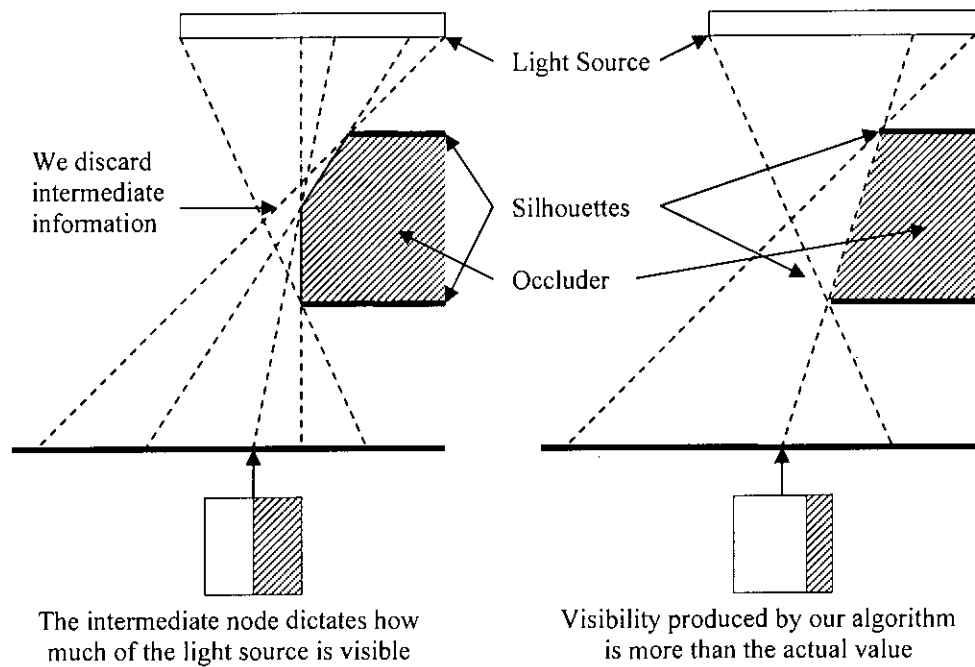 Light Source
We discard
intermediate
information
Silhouettes
Occluder
The intermediate node dictates how
much of the light source is visible
Visibility produced by our algorithm
is more than the actual value